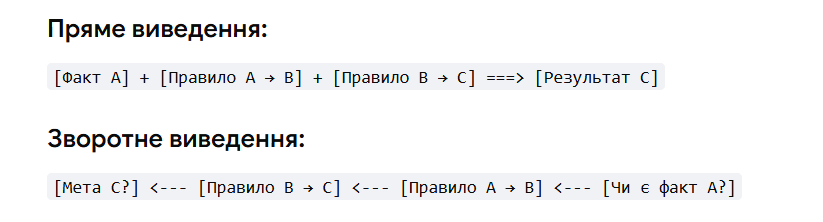 Пряме виведення:
[Факт A] + [Правило A → B] + [Правило B → C] ===> [Результат C]
Зворотне виведення:
[Мета C?] <--- [Правило B → C] <--- [Правило A → B] <--- [Чи є факт A?]